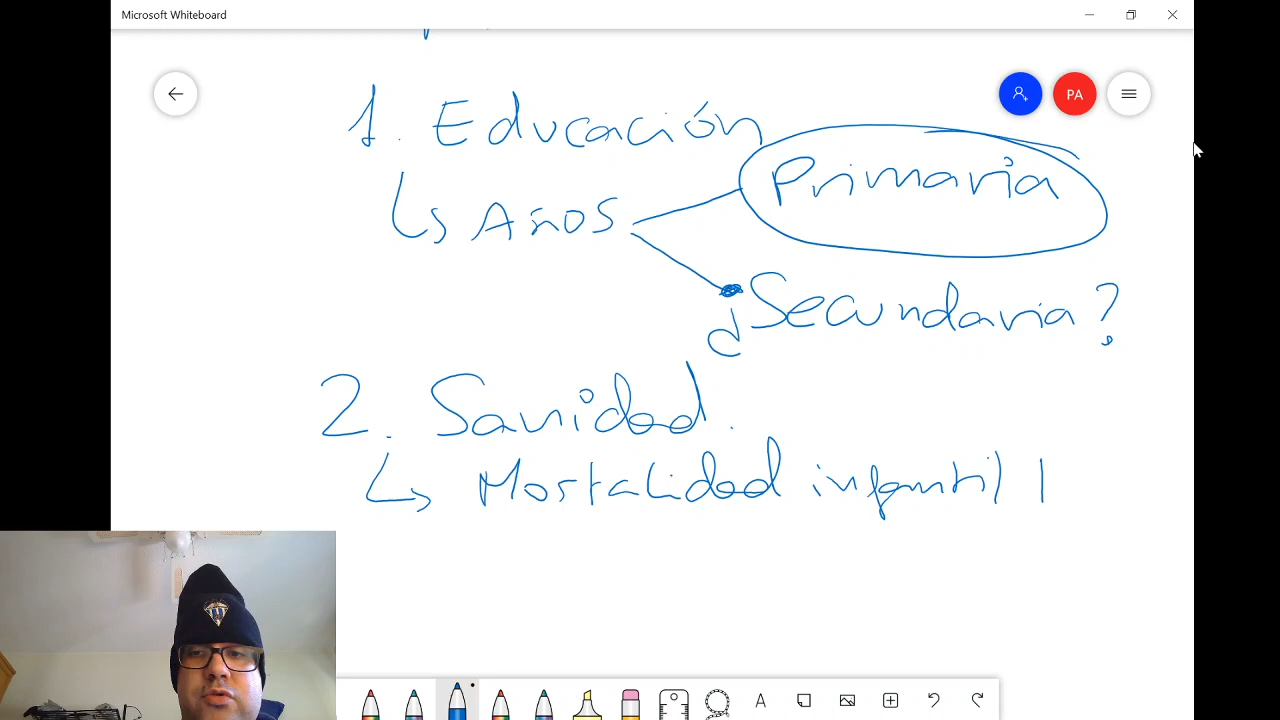 Microsoft Whiteboard
PA
1. Educación
Años
Primaria
¿Secundaria?
2. Sanidad.
Mortalidad infantil
A